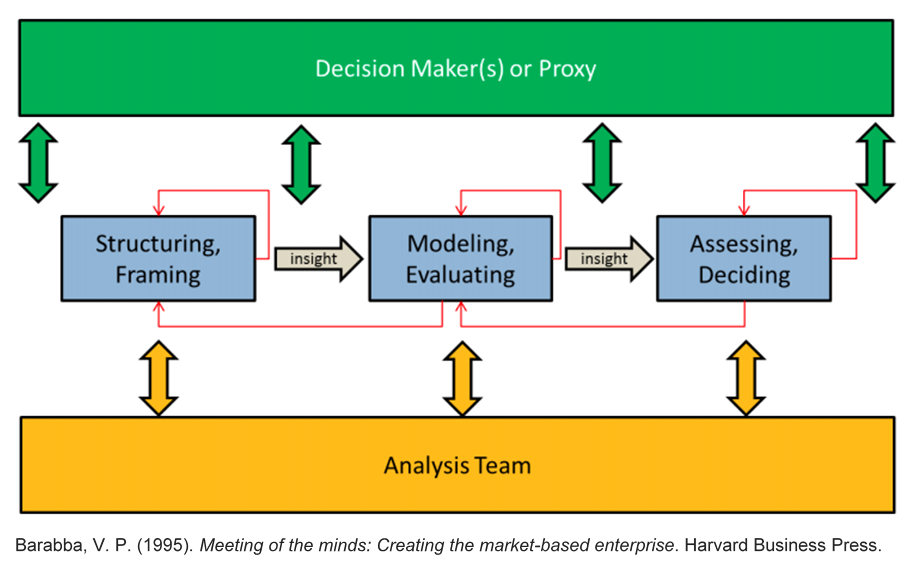 Decision Maker(s) or Proxy
Structuring,
Framing
insight
Modeling,
Evaluating
insight
Assessing,
Deciding
Analysis Team
Barabba, V. P. (1995). Meeting of the minds: Creating the market-based enterprise. Harvard Business Press.